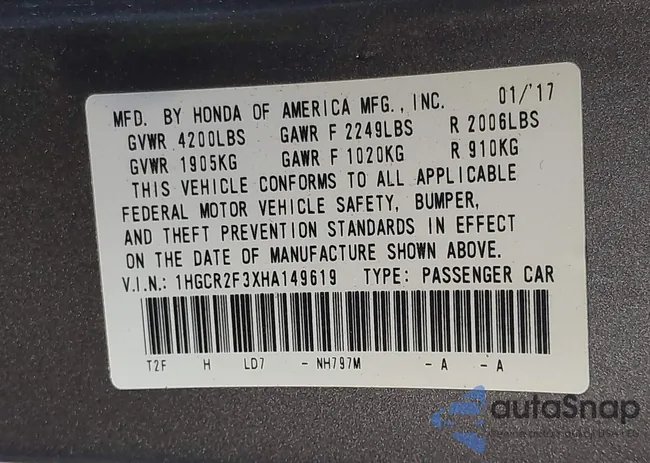 MFD. BY HONDA OF AMERICA MFG., INC. 01/'17
GVWR 4200LBS GAWR F 2249LBS R 2006LBS
GVWR 1905KG GAWR F 1020KG R 910KG
THIS VEHICLE CONFORMS TO ALL APPLICABLE
FEDERAL MOTOR VEHICLE SAFETY, BUMPER,
AND THEFT PREVENTION STANDARDS IN EFFECT
ON THE DATE OF MANUFACTURE SHOWN ABOVE.
V.I.N.: 1HGCR2F3XHA149619 TYPE: PASSENGER CAR
T2F H LD7 - NH797M - A - A
autaSnap